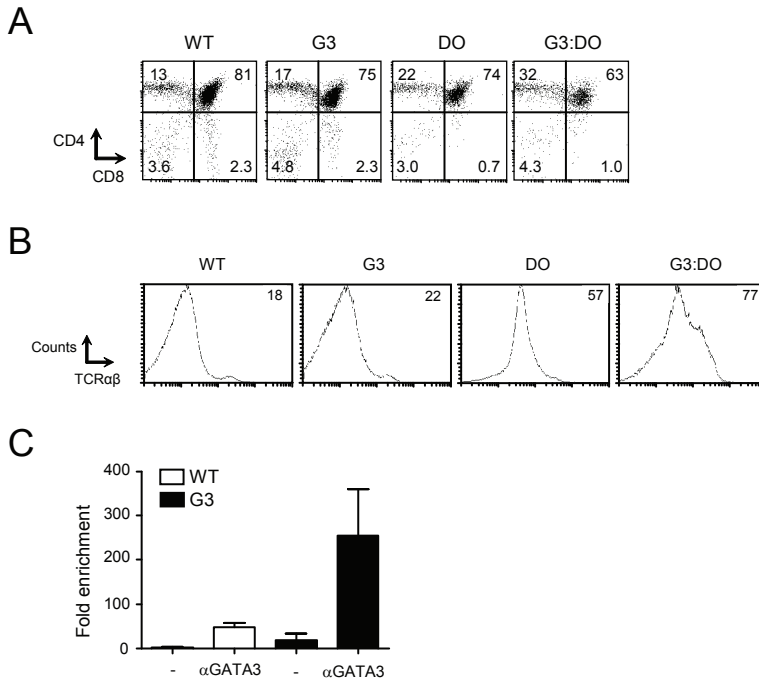 A
WT G3 DO G3:DO
13 81 17 75 22 74 32 63
CD4
3.6 2.3 4.8 2.3 3.0 0.7 4.3 1.0
CD8
B
WT G3 DO G3:DO
18 22 57 77
Counts
TCRαβ
C
400
WT
G3
300
200
100
0
Fold enrichment
- αGATA3 - αGATA3